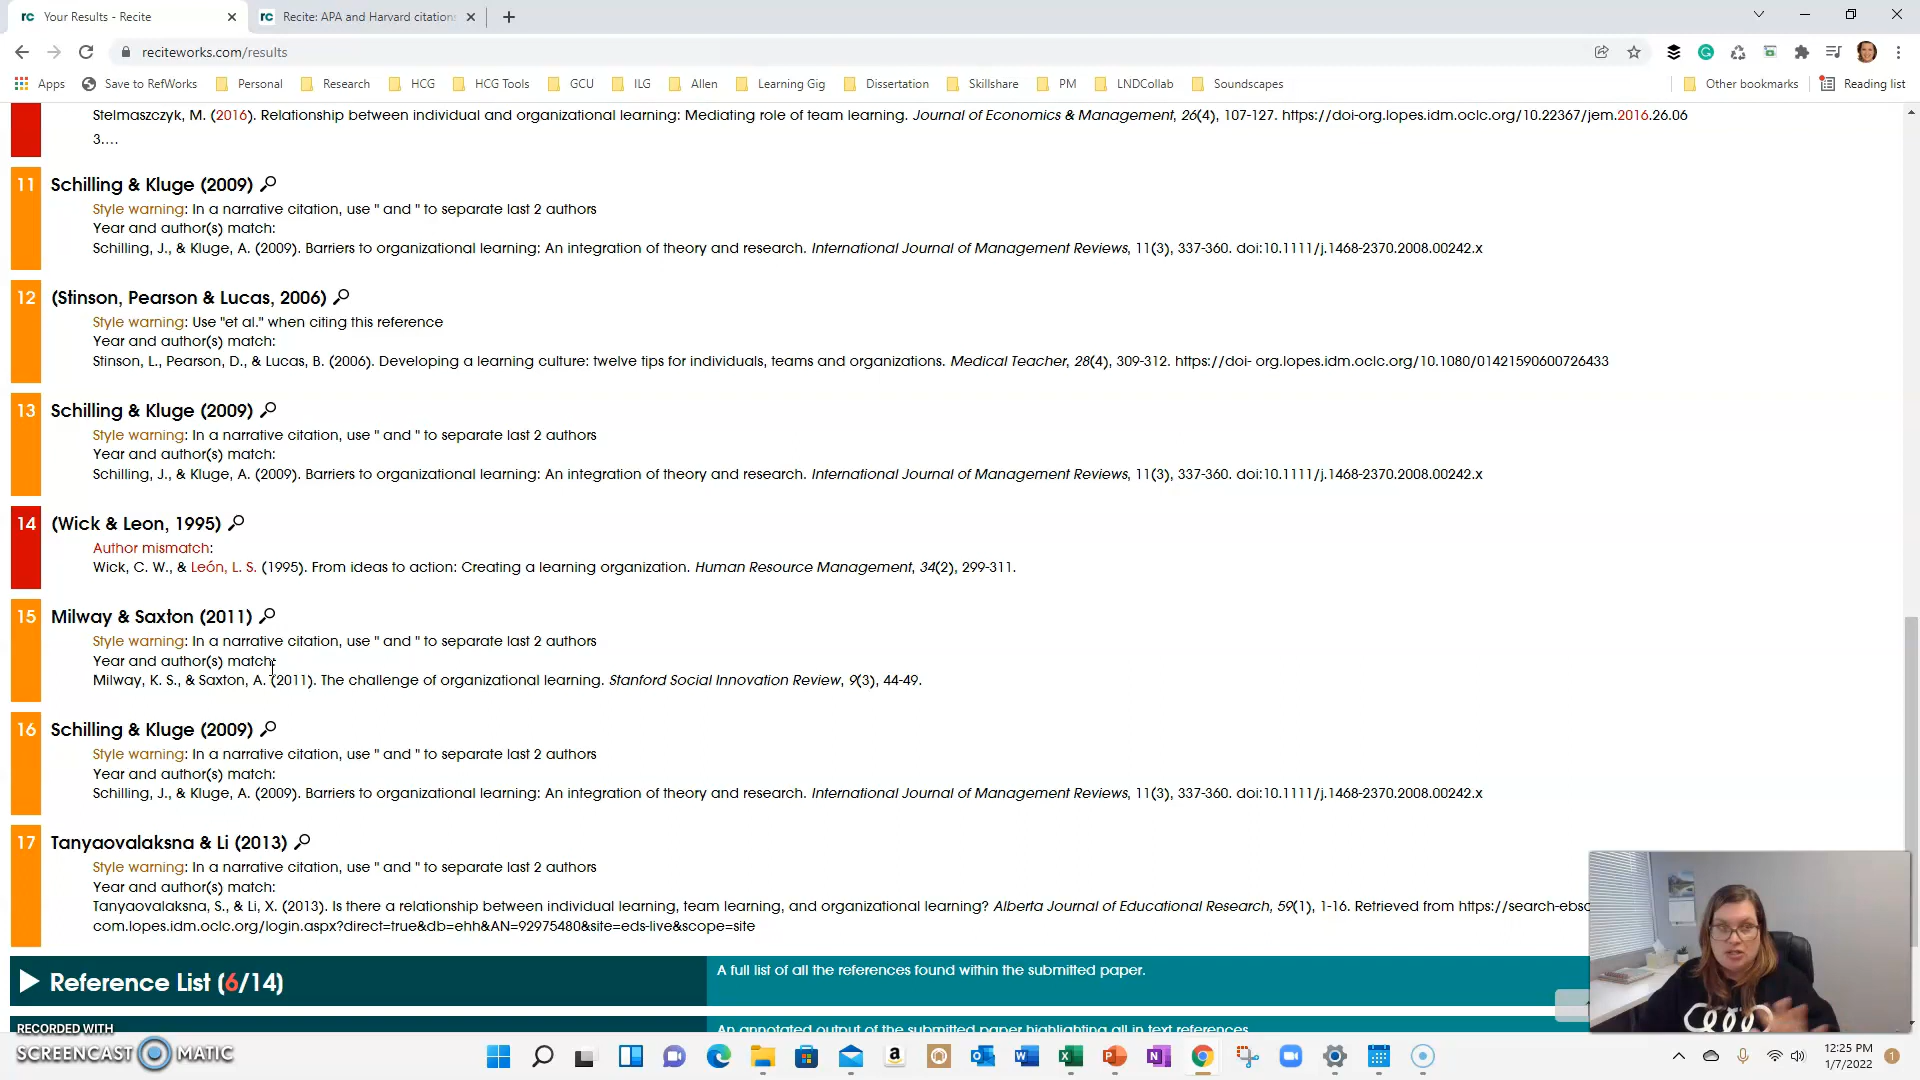 Your Results - Recite
Recite: APA and Harvard citation
reciteworks.com/results
Apps Save to RefWorks Personal Research HCG HCG Tools GCU ILG Allen Learning Gig Dissertation Skillshare PM LNDCollab Soundscapes Other bookmarks Reading list
Stelmaszczyk, M. (2016). Relationship between individual and organizational learning: Mediating role of team learning. Journal of Economics & Management, 26(4), 107-127. https://doi-org.lopes.idm.oclc.org/10.22367/jem.2016.26.06
3....
11 Schilling & Kluge (2009)
Style warning: In a narrative citation, use " and " to separate last 2 authors
Year and author(s) match:
Schilling, J., & Kluge, A. (2009). Barriers to organizational learning: An integration of theory and research. International Journal of Management Reviews, 11(3), 337-360. doi:10.1111/j.1468-2370.2008.00242.x
12 (Stinson, Pearson & Lucas, 2006)
Style warning: Use "et al." when citing this reference
Year and author(s) match:
Stinson, L., Pearson, D., & Lucas, B. (2006). Developing a learning culture: twelve tips for individuals, teams and organizations. Medical Teacher, 28(4), 309-312. https://doi- org.lopes.idm.oclc.org/10.1080/01421590600726433
13 Schilling & Kluge (2009)
Style warning: In a narrative citation, use " and " to separate last 2 authors
Year and author(s) match:
Schilling, J., & Kluge, A. (2009). Barriers to organizational learning: An integration of theory and research. International Journal of Management Reviews, 11(3), 337-360. doi:10.1111/j.1468-2370.2008.00242.x
14 (Wick & Leon, 1995)
Author mismatch:
Wick, C. W., & León, L. S. (1995). From ideas to action: Creating a learning organization. Human Resource Management, 34(2), 299-311.
15 Milway & Saxton (2011)
Style warning: In a narrative citation, use " and " to separate last 2 authors
Year and author(s) match:
Milway, K. S., & Saxton, A. (2011). The challenge of organizational learning. Stanford Social Innovation Review, 9(3), 44-49.
16 Schilling & Kluge (2009)
Style warning: In a narrative citation, use " and " to separate last 2 authors
Year and author(s) match:
Schilling, J., & Kluge, A. (2009). Barriers to organizational learning: An integration of theory and research. International Journal of Management Reviews, 11(3), 337-360. doi:10.1111/j.1468-2370.2008.00242.x
17 Tanyaovalaksna & Li (2013)
Style warning: In a narrative citation, use " and " to separate last 2 authors
Year and author(s) match:
Tanyaovalaksna, S., & Li, X. (2013). Is there a relationship between individual learning, team learning, and organizational learning? Alberta Journal of Educational Research, 59(1), 1-16. Retrieved from https://search-ebsc
com.lopes.idm.oclc.org/login.aspx?direct=true&db=ehh&AN=92975480&site=eds-live&scope=site
Reference List (6/14)
A full list of all the references found within the submitted paper.
An annotated output of the submitted paper highlighting all in text references
RECORDED WITH
SCREENCAST MATIC
12:25 PM
1/7/2022
1